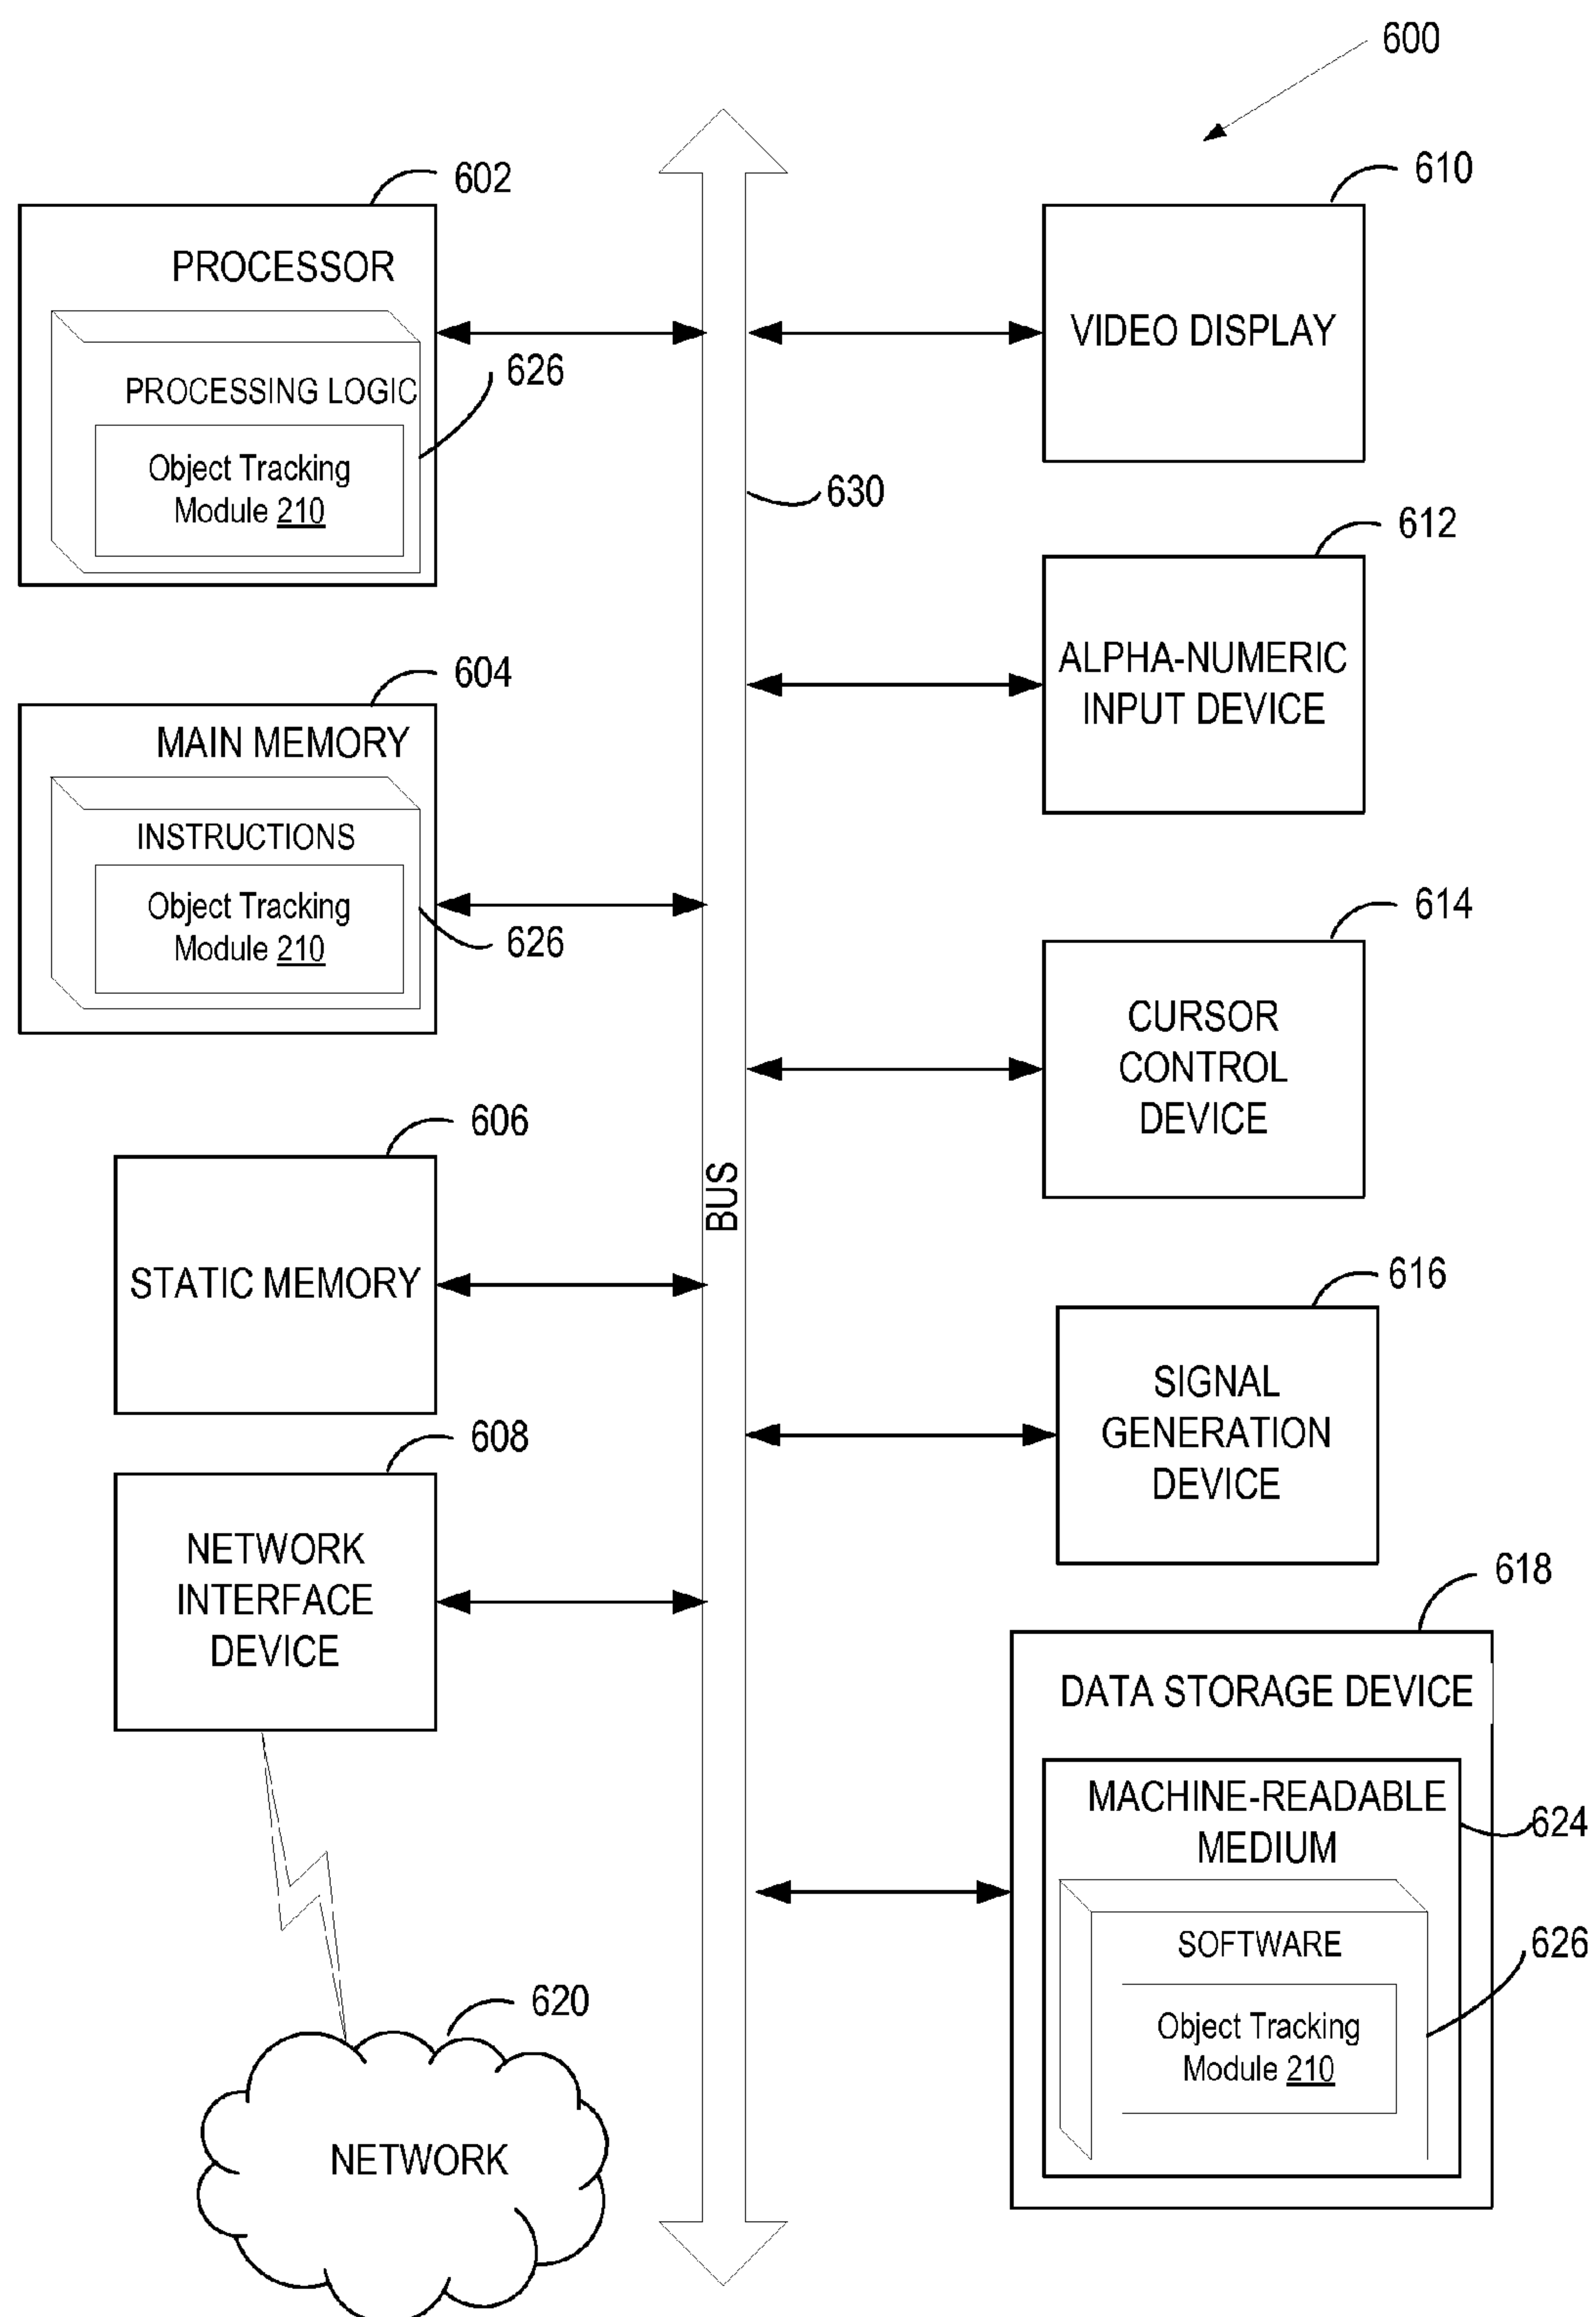 600
602
PROCESSOR
PROCESSING LOGIC
626
Object Tracking
Module 210
604
MAIN MEMORY
INSTRUCTIONS
Object Tracking
Module 210
626
606
STATIC MEMORY
608
NETWORK
INTERFACE
DEVICE
620
NETWORK
630
BUS
610
VIDEO DISPLAY
612
ALPHA-NUMERIC
INPUT DEVICE
614
CURSOR
CONTROL
DEVICE
616
SIGNAL
GENERATION
DEVICE
618
DATA STORAGE DEVICE
MACHINE-READABLE
MEDIUM
624
SOFTWARE
626
Object Tracking
Module 210